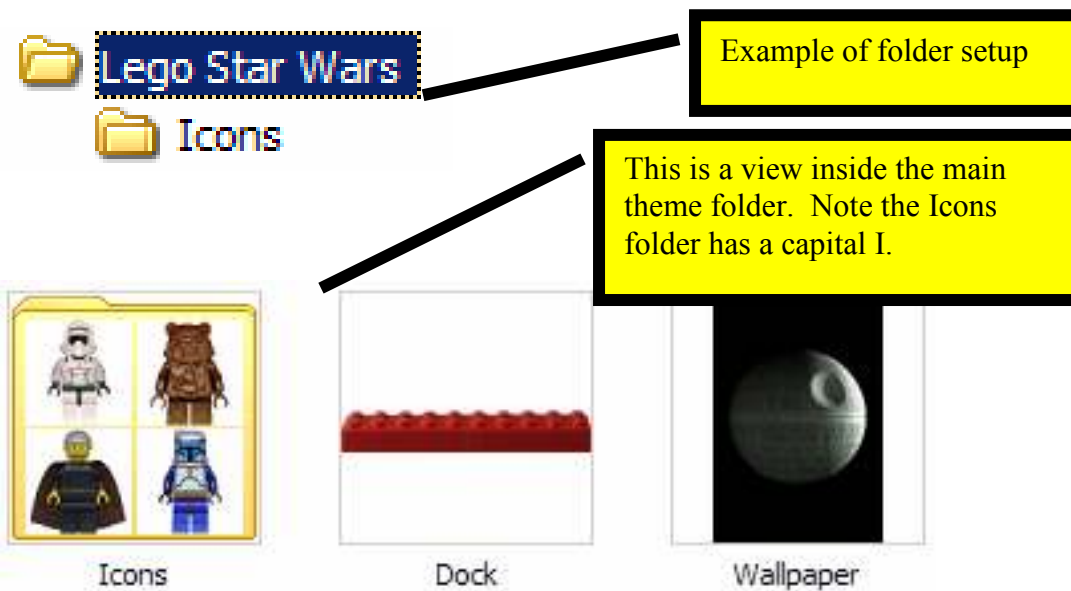 Lego Star Wars
Icons
Example of folder setup
This is a view inside the main
theme folder.  Note the Icons
folder has a capital I.
Icons
Dock
Wallpaper